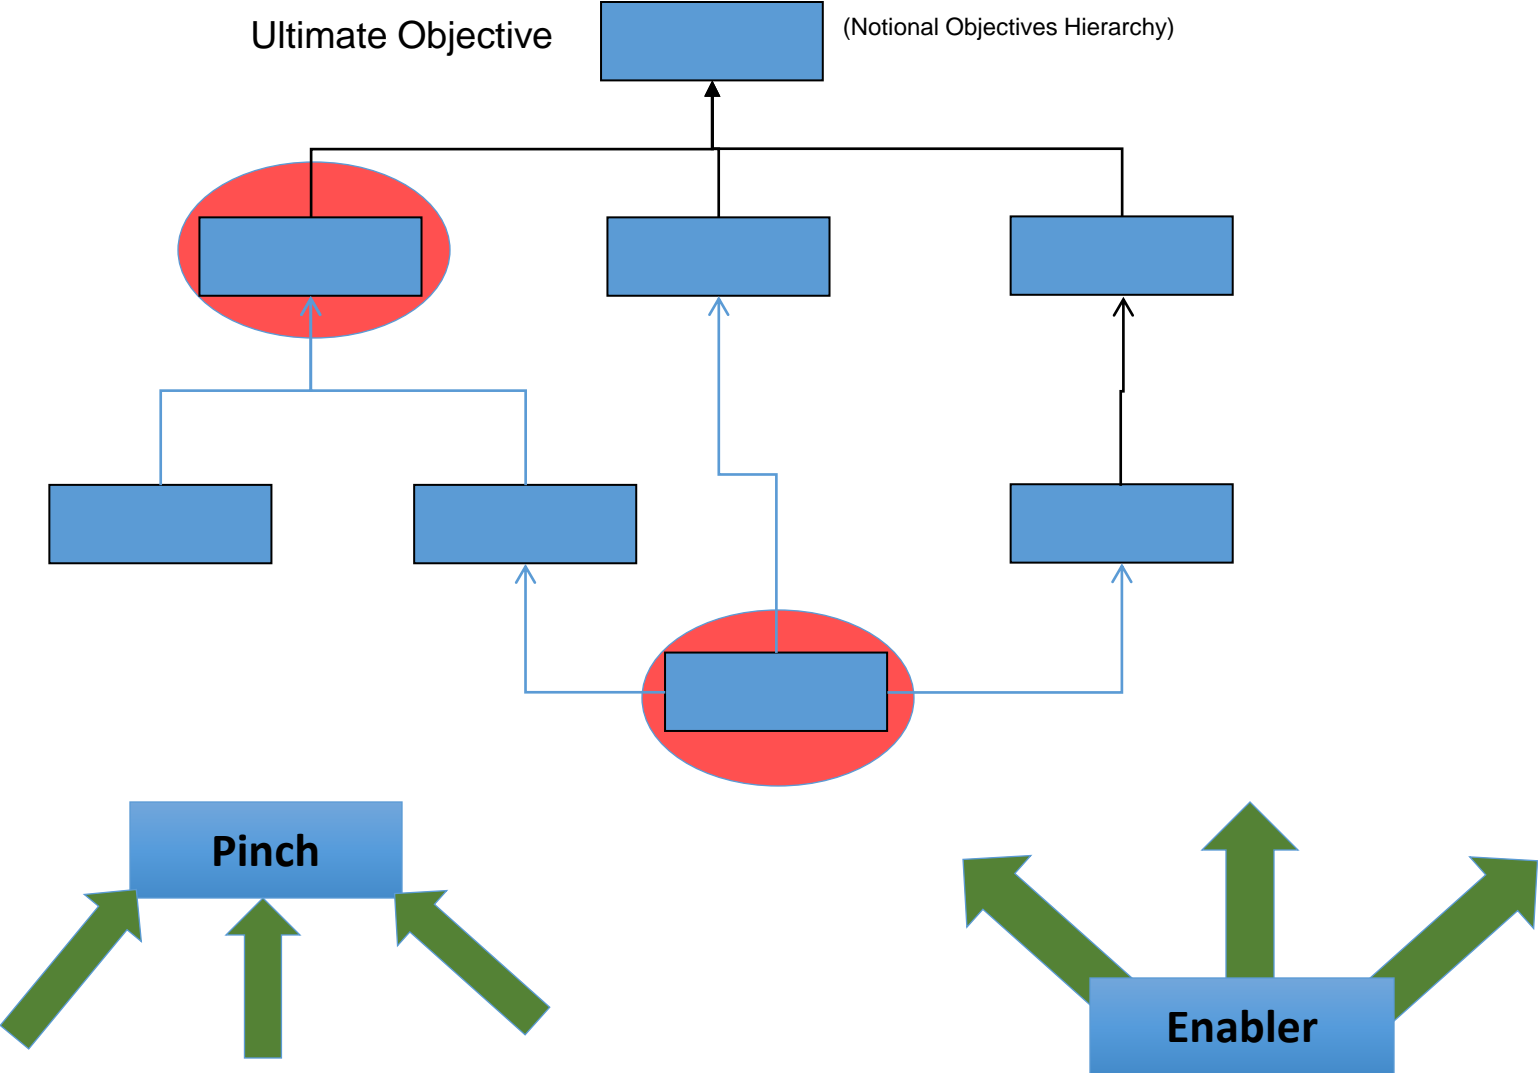 Ultimate Objective
(Notional Objectives Hierarchy)
Pinch
Enabler